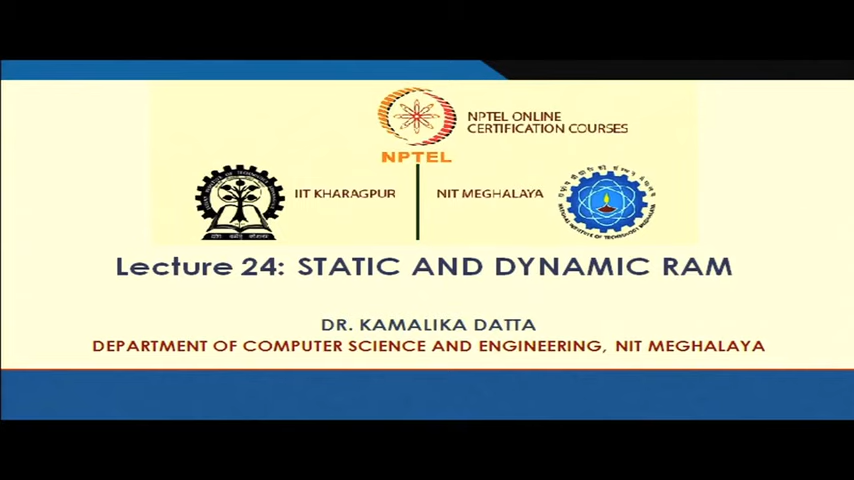 NPTEL ONLINE
CERTIFICATION COURSES
NPTEL
IIT KHARAGPUR
NIT MEGHALAYA
Lecture 24: STATIC AND DYNAMIC RAM
DR. KAMALIKA DATTA
DEPARTMENT OF COMPUTER SCIENCE AND ENGINEERING, NIT MEGHALAYA